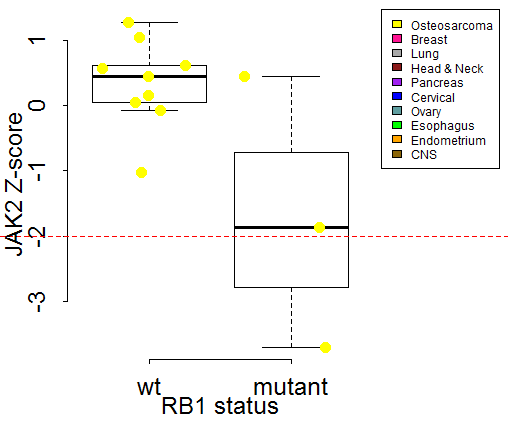 JAK2 Z-score
1
0
-1
-2
-3
wt
mutant
RB1 status
Osteosarcoma
Breast
Lung
Head & Neck
Pancreas
Cervical
Ovary
Esophagus
Endometrium
CNS